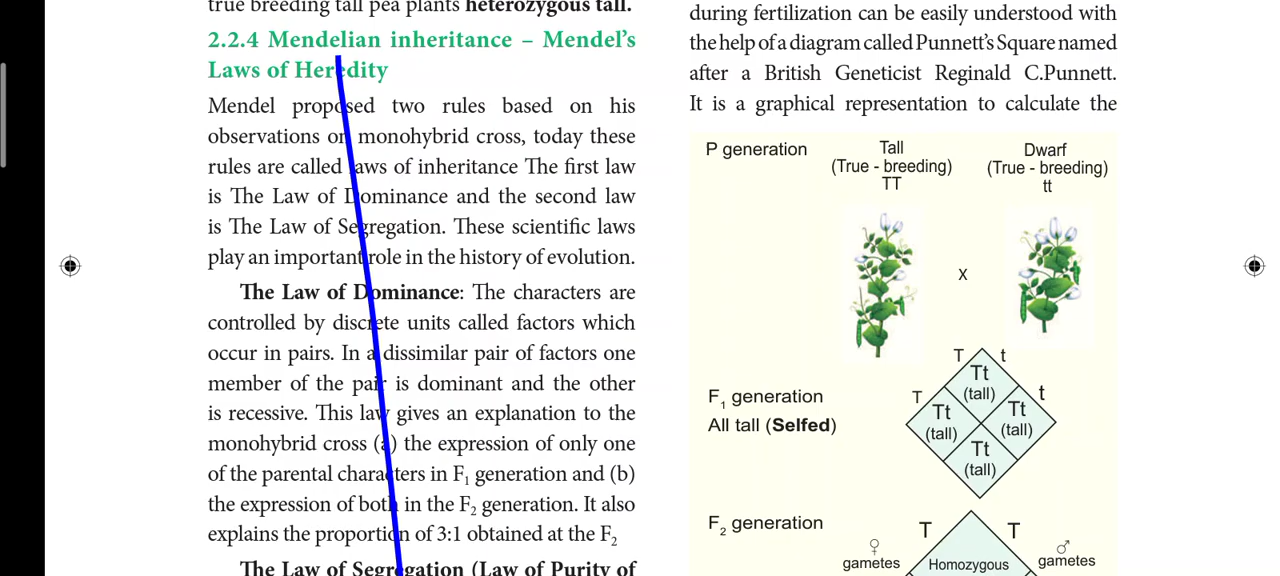 true breeding tall pea plants heterozygous tall.
2.2.4 Mendelian inheritance – Mendel's
Laws of Heredity
Mendel proposed two rules based on his
observations on monohybrid cross, today these
rules are called laws of inheritance The first law
is The Law of Dominance and the second law
is The Law of Segregation. These scientific laws
play an important role in the history of evolution.
The Law of Dominance: The characters are
controlled by discrete units called factors which
occur in pairs. In a dissimilar pair of factors one
member of the pair is dominant and the other
is recessive. This law gives an explanation to the
monohybrid cross (a) the expression of only one
of the parental characters in F₁ generation and (b)
the expression of both in the F₂ generation. It also
explains the proportion of 3:1 obtained at the F₂
The Law of Segregation (Law of Purity of
during fertilization can be easily understood with
the help of a diagram called Punnett's Square named
after a British Geneticist Reginald C.Punnett.
It is a graphical representation to calculate the
P generation
Tall
(True - breeding)
TT
Dwarf
(True - breeding)
tt
X
F₁ generation
All tall (Selfed)
T t
T t
Tt
(tall)
Tt
(tall)
Tt
(tall)
Tt
(tall)
F₂ generation
T T
♀
gametes
♂
gametes
Homozygous